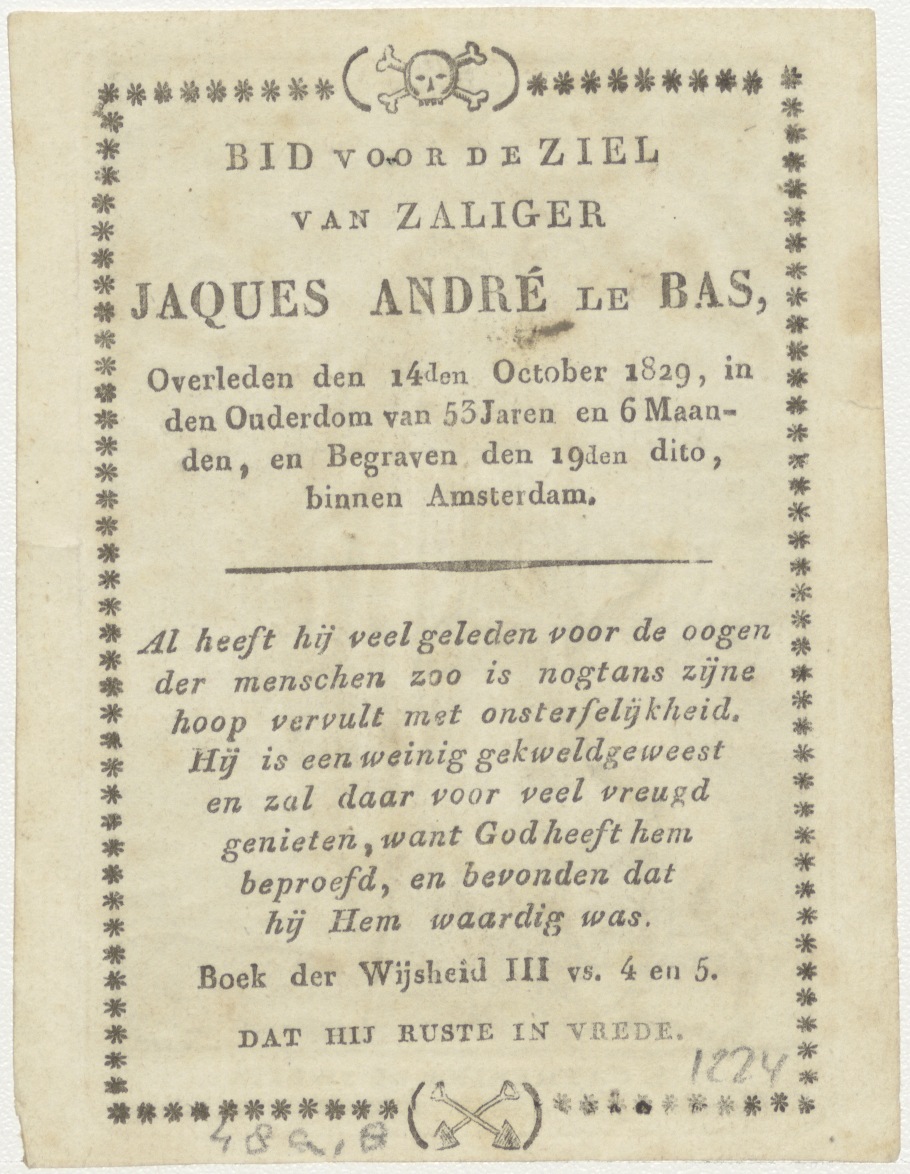 BID VOOR DE ZIEL
VAN ZALIGER
JAQUES ANDRÉ LE BAS,
Overleden den 14den October 1829, in
den Ouderdom van 53 Jaren en 6 Maan-
den, en Begraven den 19den dito,
binnen Amsterdam.
Al heeft hij veel geleden voor de oogen
der menschen zoo is nogtans zijne
hoop vervult met onsterfelijkheid.
Hij is een weinig gekweld geweest
en zal daar voor veel vreugd
genieten, want God heeft hem
beproefd, en bevonden dat
hij Hem waardig was.
Boek der Wijsheid III vs. 4 en 5.
DAT HIJ RUSTE IN VREDE.
1224